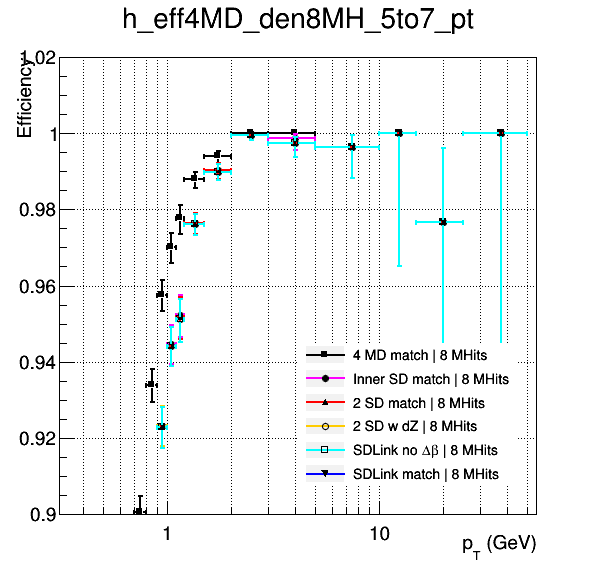 h_eff4MD_den8MH_5to7_pt
Efficiency
1.02
1
0.98
0.96
0.94
0.92
0.9
4 MD match | 8 MHits
Inner SD match | 8 MHits
2 SD match | 8 MHits
2 SD w dZ | 8 MHits
SDLink no Δβ | 8 MHits
SDLink match | 8 MHits
1 10
p_T (GeV)